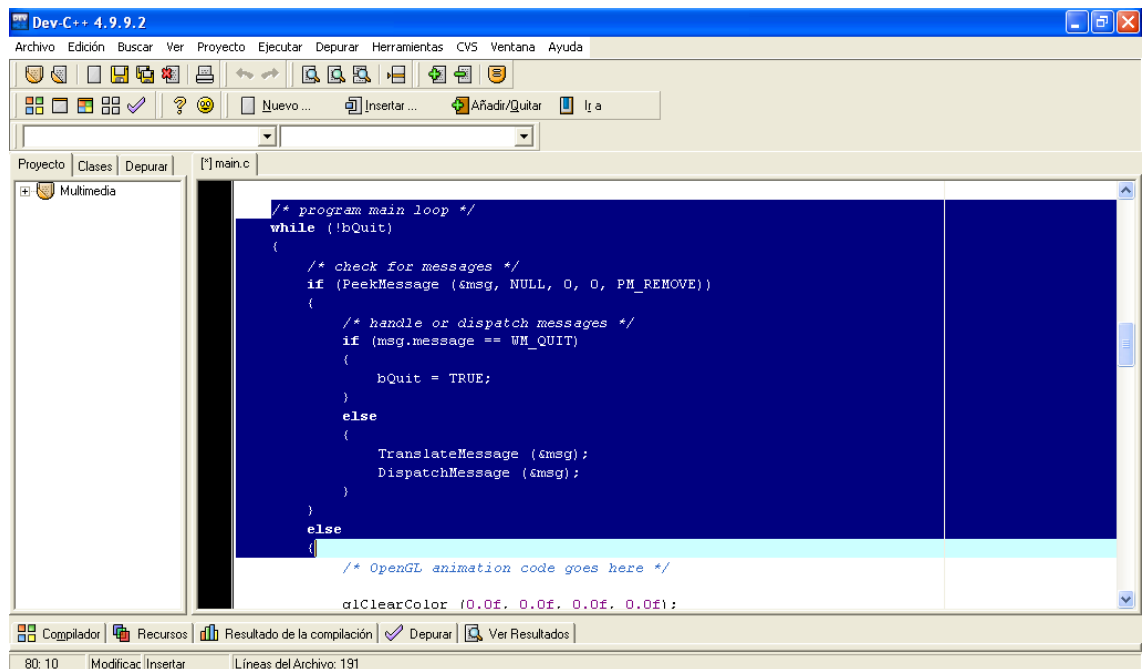 Dev-C++ 4.9.9.2
Archivo Edición Buscar Ver Proyecto Ejecutar Depurar Herramientas CVS Ventana Ayuda
Nuevo ... Insertar ... Añadir/Quitar Ir a
Proyecto Clases Depurar [*] main.c
Multimedia
/* program main loop */
while (!bQuit)
{
/* check for messages */
if (PeekMessage (&msg, NULL, 0, 0, PM_REMOVE))
{
/* handle or dispatch messages */
if (msg.message == WM_QUIT)
{
bQuit = TRUE;
}
else
{
TranslateMessage (&msg);
DispatchMessage (&msg);
}
}
else
{
/* OpenGL animation code goes here */
glClearColor (0.0f, 0.0f, 0.0f, 0.0f);
Compilador Recursos Resultado de la compilación Depurar Ver Resultados
80: 10 Modificac Insertar Líneas del Archivo: 191